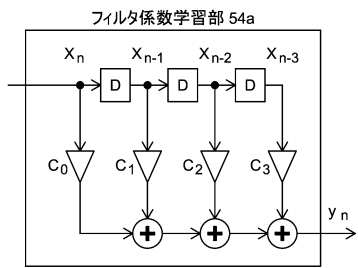 フィルタ係数学習部 54a
Xn Xn-1 Xn-2 Xn-3
D D D
C0 C1 C2 C3
yn
+ + +